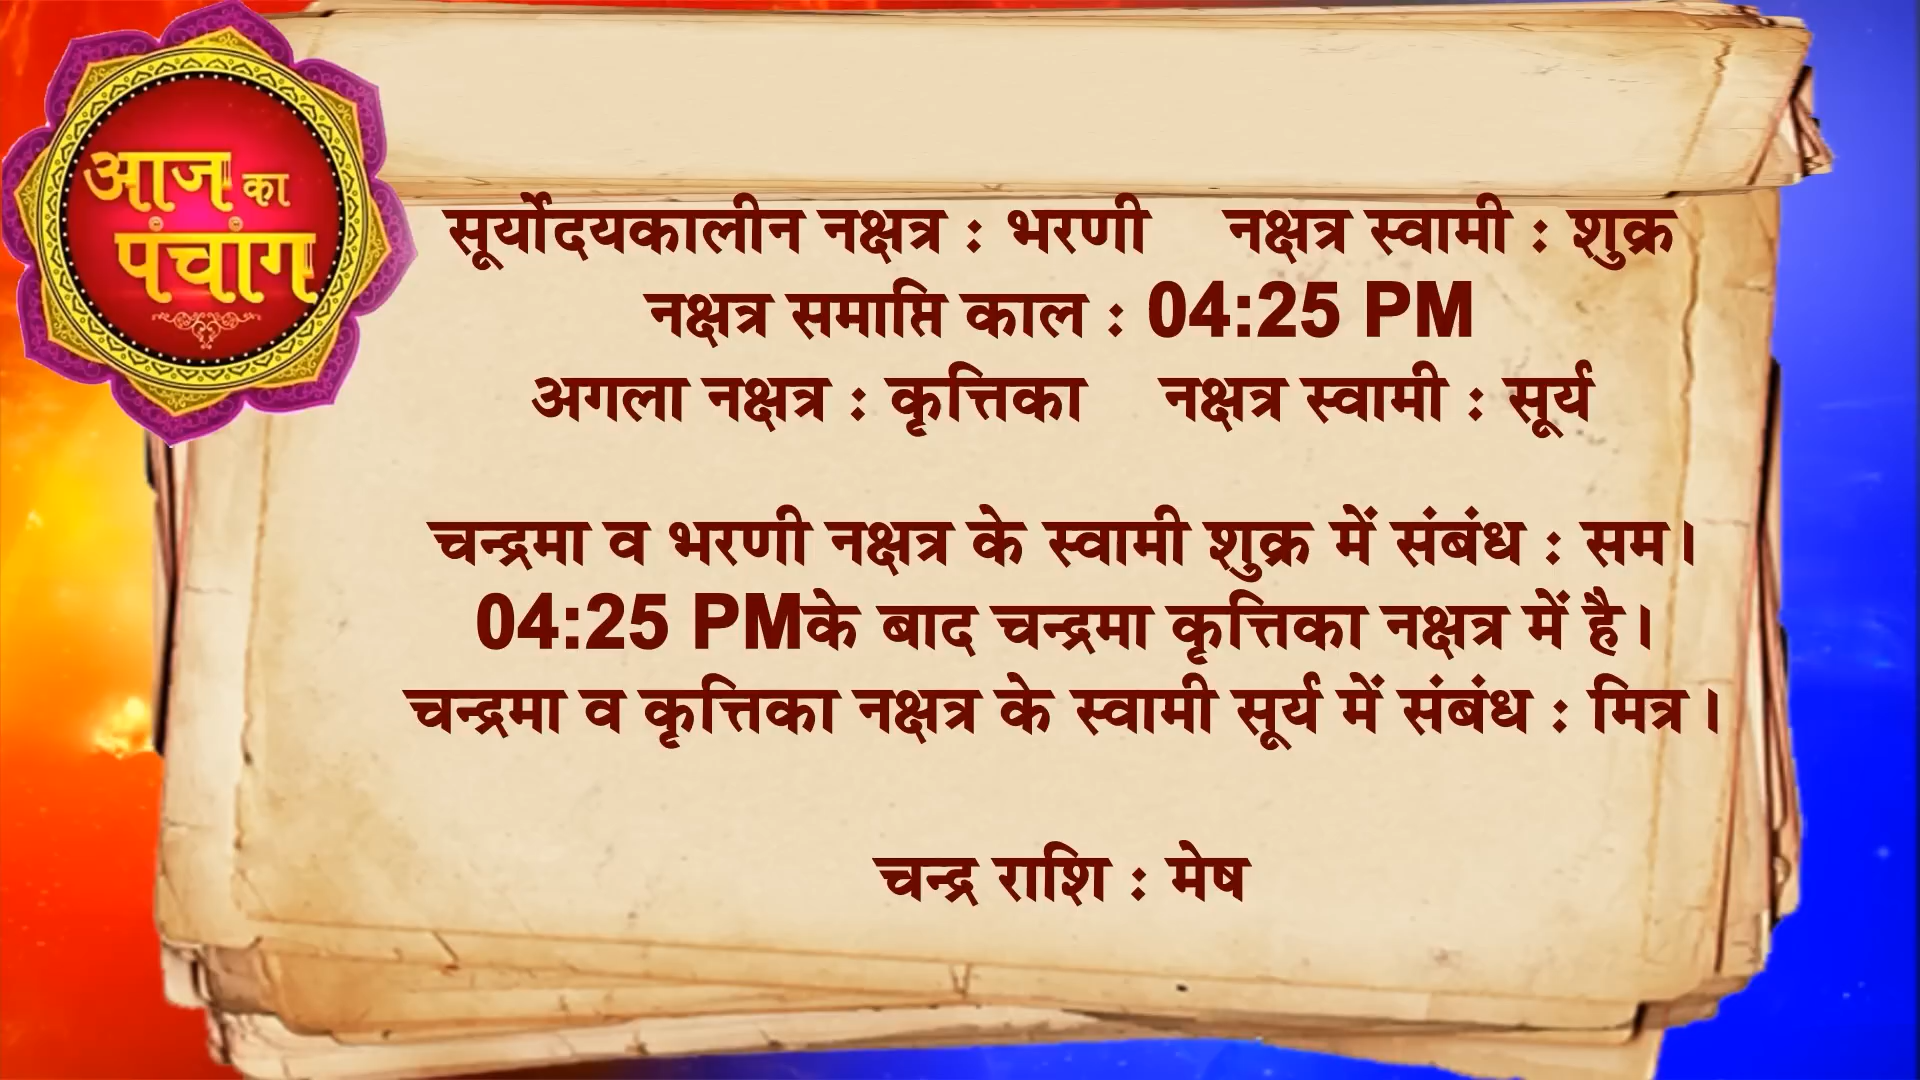 आज का
पंचांग
सूर्योदयकालीन नक्षत्र : भरणी नक्षत्र स्वामी : शुक्र
नक्षत्र समाप्ति काल : 04:25 PM
अगला नक्षत्र : कृत्तिका नक्षत्र स्वामी : सूर्य
चन्द्रमा व भरणी नक्षत्र के स्वामी शुक्र में संबंध : सम।
04:25 PMके बाद चन्द्रमा कृत्तिका नक्षत्र में है।
चन्द्रमा व कृत्तिका नक्षत्र के स्वामी सूर्य में संबंध : मित्र।
चन्द्र राशि : मेष